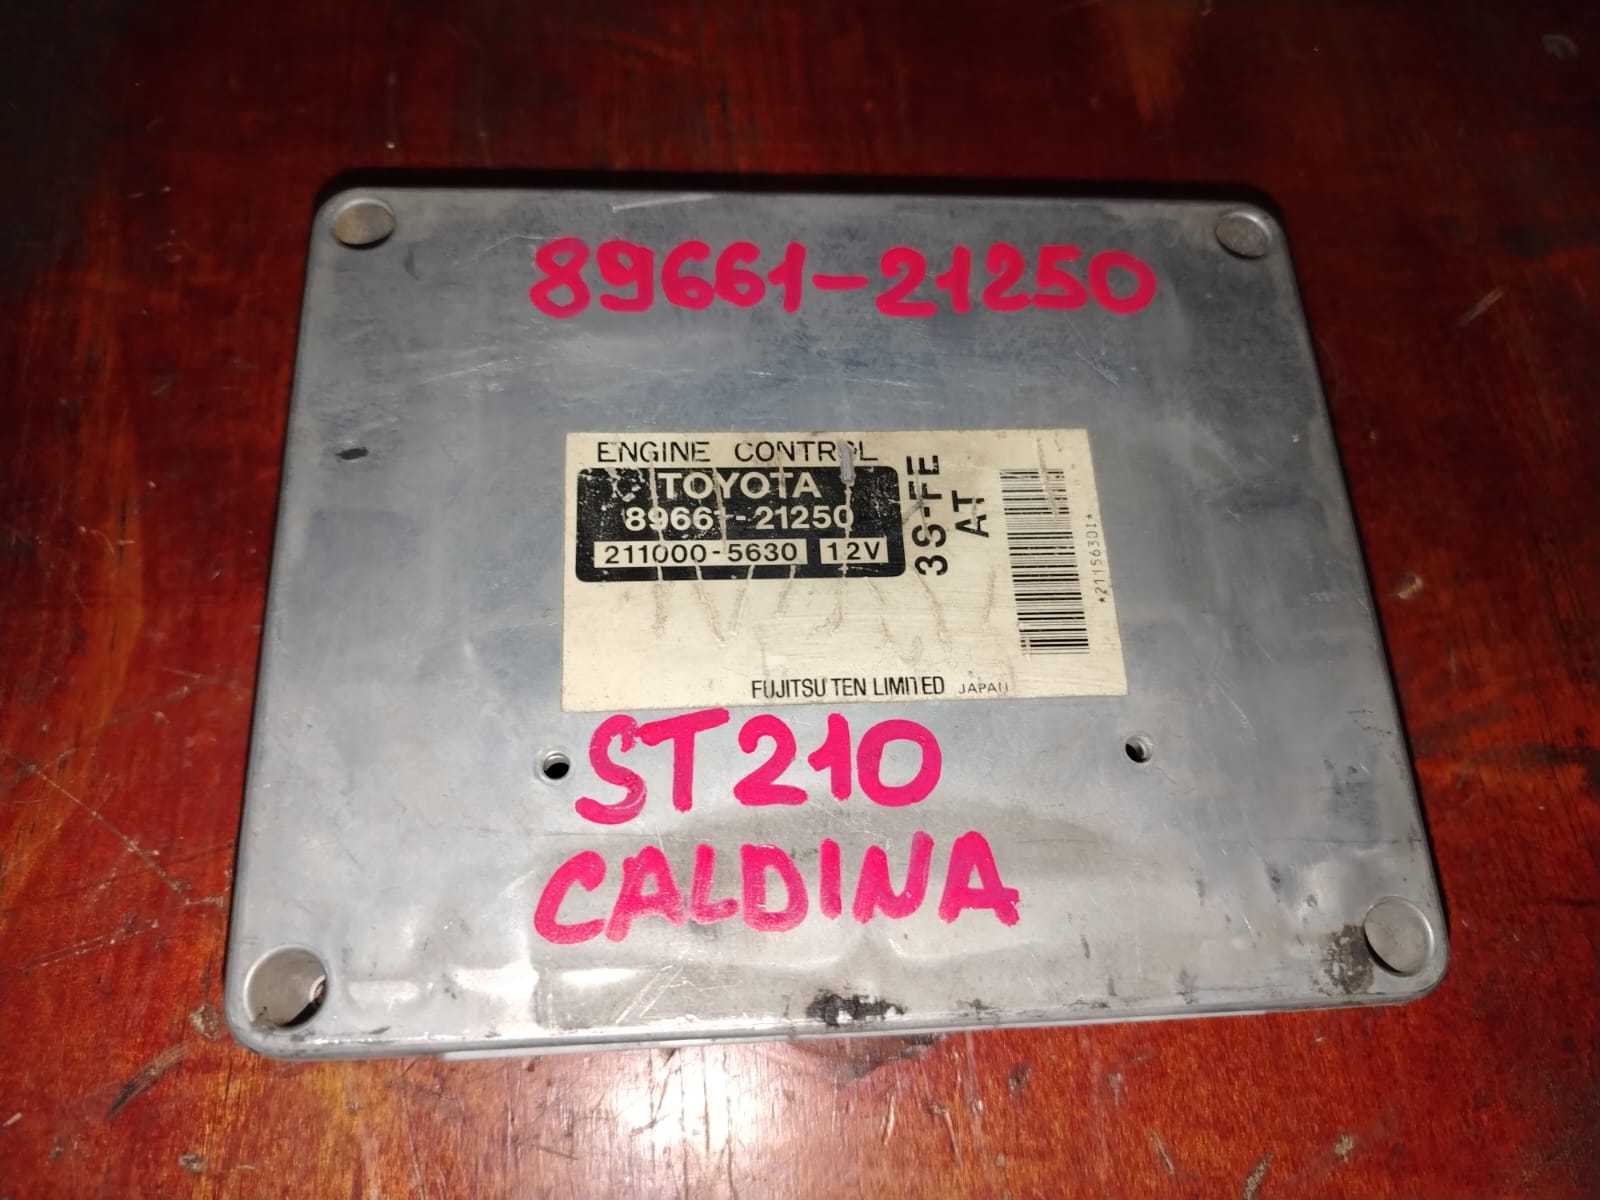 89661-21250
ENGINE CONTROL
TOYOTA
89661-21250
211000-5630 12V
3S-FE
AT
*2115630I*
FUJITSU TEN LIMITED JAPAN
ST210
CALDINA